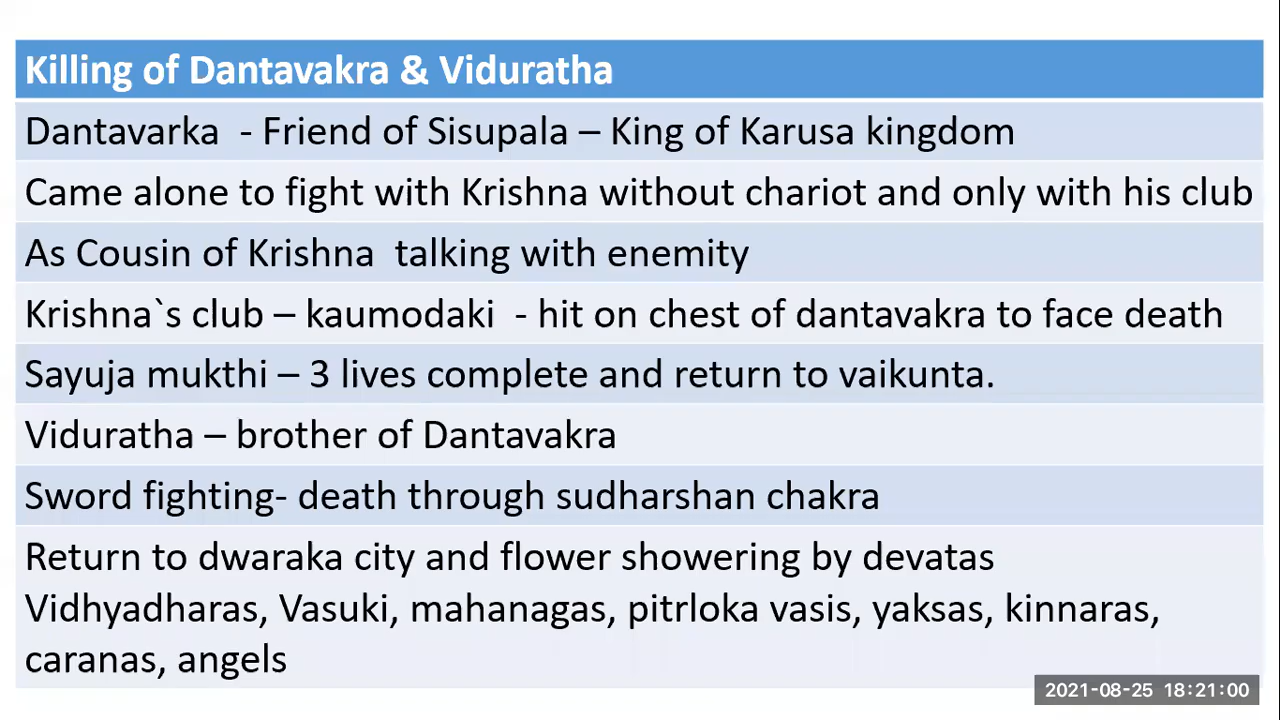 Killing of Dantavakra & Viduratha
Dantavarka - Friend of Sisupala – King of Karusa kingdom
Came alone to fight with Krishna without chariot and only with his club
As Cousin of Krishna talking with enemity
Krishna`s club – kaumodaki - hit on chest of dantavakra to face death
Sayuja mukthi – 3 lives complete and return to vaikunta.
Viduratha – brother of Dantavakra
Sword fighting- death through sudharshan chakra
Return to dwaraka city and flower showering by devatas
Vidhyadharas, Vasuki, mahanagas, pitrloka vasis, yaksas, kinnaras,
caranas, angels
2021-08-25 18:21:00